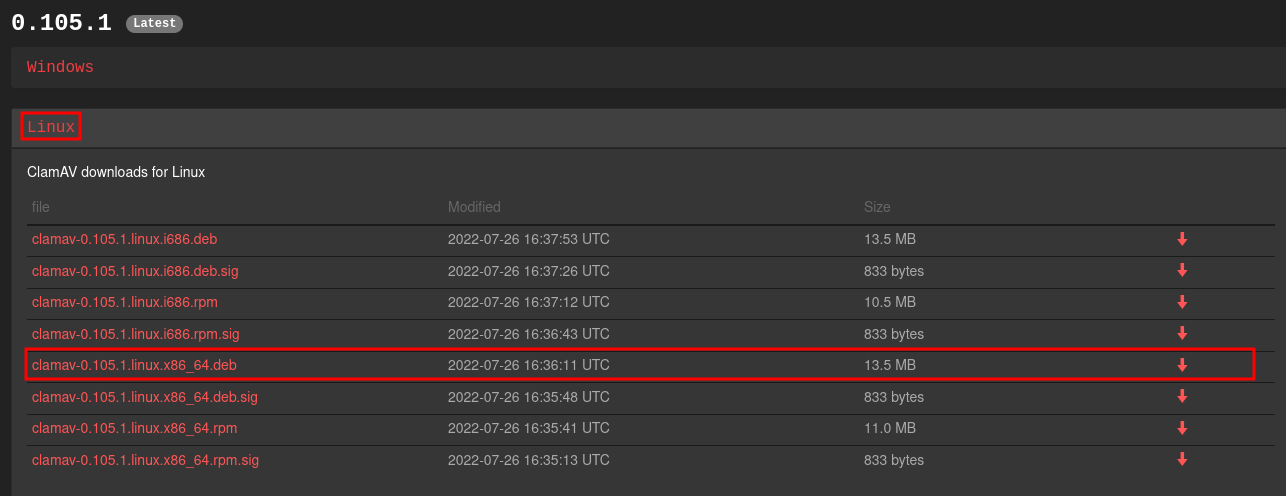 0.105.1 Latest
Windows
Linux
ClamAV downloads for Linux
file Modified Size
clamav-0.105.1.linux.i686.deb 2022-07-26 16:37:53 UTC 13.5 MB
clamav-0.105.1.linux.i686.deb.sig 2022-07-26 16:37:26 UTC 833 bytes
clamav-0.105.1.linux.i686.rpm 2022-07-26 16:37:12 UTC 10.5 MB
clamav-0.105.1.linux.i686.rpm.sig 2022-07-26 16:36:43 UTC 833 bytes
clamav-0.105.1.linux.x86_64.deb 2022-07-26 16:36:11 UTC 13.5 MB
clamav-0.105.1.linux.x86_64.deb.sig 2022-07-26 16:35:48 UTC 833 bytes
clamav-0.105.1.linux.x86_64.rpm 2022-07-26 16:35:41 UTC 11.0 MB
clamav-0.105.1.linux.x86_64.rpm.sig 2022-07-26 16:35:13 UTC 833 bytes